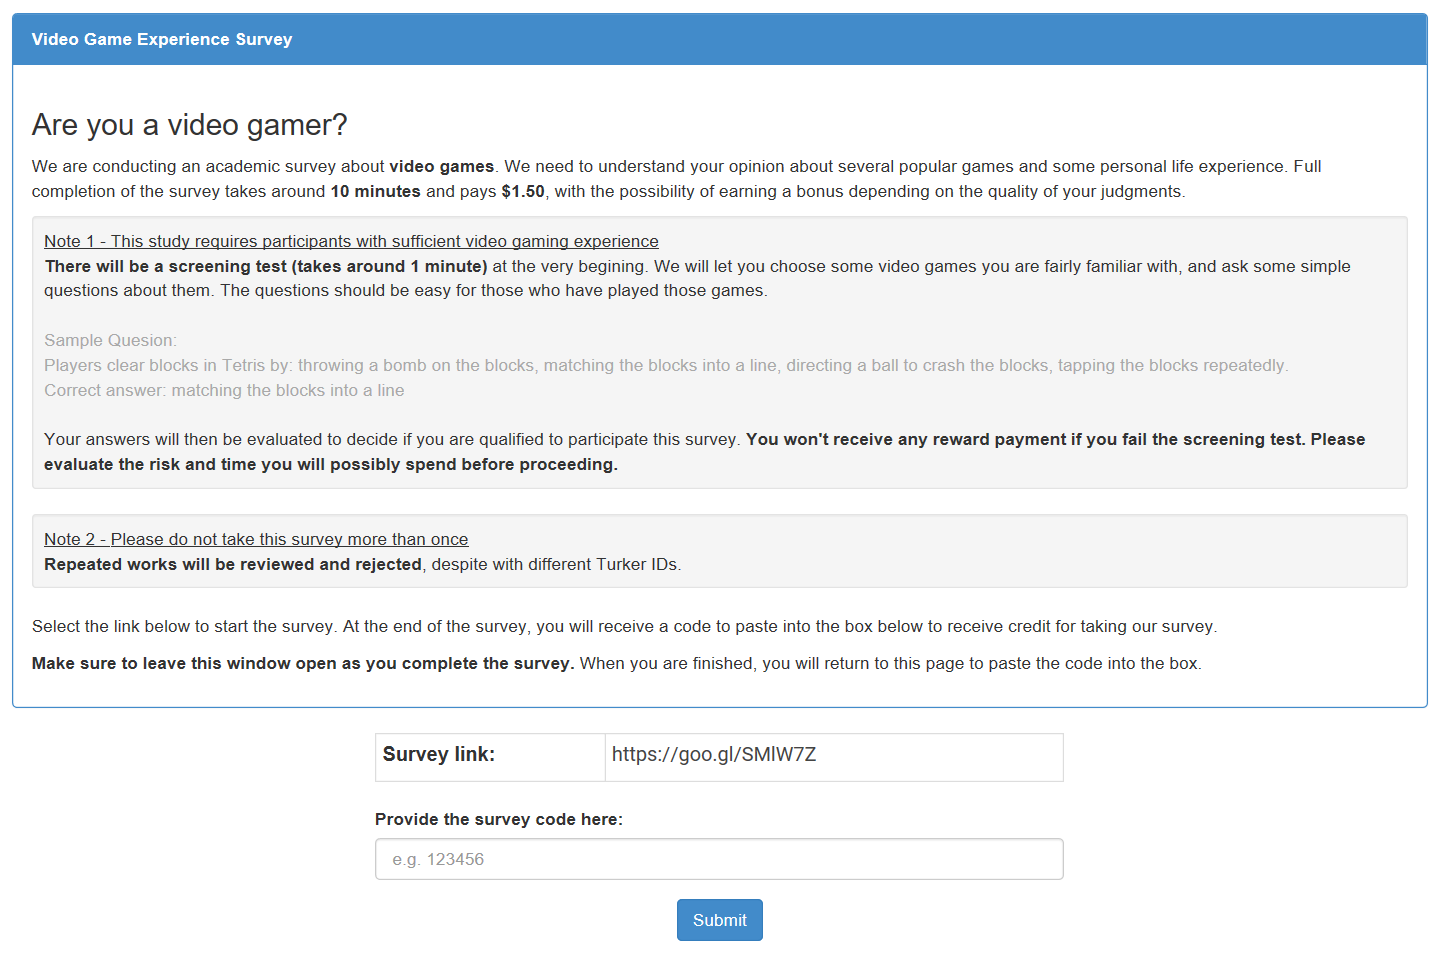 Video Game Experience Survey
Are you a video gamer?
We are conducting an academic survey about video games. We need to understand your opinion about several popular games and some personal life experience. Full
completion of the survey takes around 10 minutes and pays $1.50, with the possibility of earning a bonus depending on the quality of your judgments.
Note 1 - This study requires participants with sufficient video gaming experience
There will be a screening test (takes around 1 minute) at the very begining. We will let you choose some video games you are fairly familiar with, and ask some simple
questions about them. The questions should be easy for those who have played those games.
Sample Quesion:
Players clear blocks in Tetris by: throwing a bomb on the blocks, matching the blocks into a line, directing a ball to crash the blocks, tapping the blocks repeatedly.
Correct answer: matching the blocks into a line
Your answers will then be evaluated to decide if you are qualified to participate this survey. You won't receive any reward payment if you fail the screening test. Please
evaluate the risk and time you will possibly spend before proceeding.
Note 2 - Please do not take this survey more than once
Repeated works will be reviewed and rejected, despite with different Turker IDs.
Select the link below to start the survey. At the end of the survey, you will receive a code to paste into the box below to receive credit for taking our survey.
Make sure to leave this window open as you complete the survey. When you are finished, you will return to this page to paste the code into the box.
Survey link: https://goo.gl/SMlW7Z
Provide the survey code here:
e.g. 123456
Submit